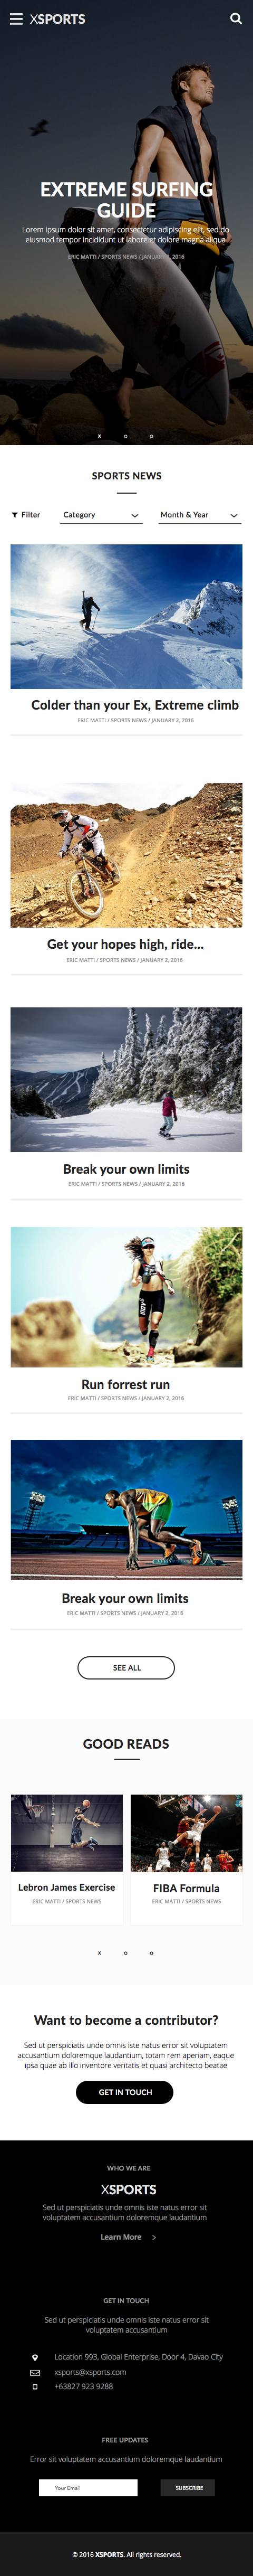 XSPORTS
EXTREME SURFING
GUIDE
Lorem ipsum dolor sit amet, consectetur adipiscing elit, sed do
eiusmod tempor incididunt ut labore et dolore magna aliqua
ERIC MATTI / SPORTS NEWS / JANUARY 2, 2016
x o o
SPORTS NEWS
Filter Category Month & Year
Colder than your Ex, Extreme climb
ERIC MATTI / SPORTS NEWS / JANUARY 2, 2016
Get your hopes high, ride...
ERIC MATTI / SPORTS NEWS / JANUARY 2, 2016
Break your own limits
ERIC MATTI / SPORTS NEWS / JANUARY 2, 2016
Run forrest run
ERIC MATTI / SPORTS NEWS / JANUARY 2, 2016
Break your own limits
ERIC MATTI / SPORTS NEWS / JANUARY 2, 2016
SEE ALL
GOOD READS
Lebron James Exercise
ERIC MATTI / SPORTS NEWS
FIBA Formula
ERIC MATTI / SPORTS NEWS
x o o
Want to become a contributor?
Sed ut perspiciatis unde omnis iste natus error sit voluptatem
accusantium doloremque laudantium, totam rem aperiam, eaque
ipsa quae ab illo inventore veritatis et quasi architecto beatae
GET IN TOUCH
WHO WE ARE
XSPORTS
Sed ut perspiciatis unde omnis iste natus error sit
voluptatem accusantium doloremque laudantium
Learn More >
GET IN TOUCH
Sed ut perspiciatis unde omnis iste natus error sit
voluptatem accusantium
Location 993, Global Enterprise, Door 4, Davao City
xsports@xsports.com
+63827 923 9288
FREE UPDATES
Error sit voluptatem accusantium doloremque laudantium
Your Email SUBSCRIBE
© 2016 XSPORTS. All rights reserved.